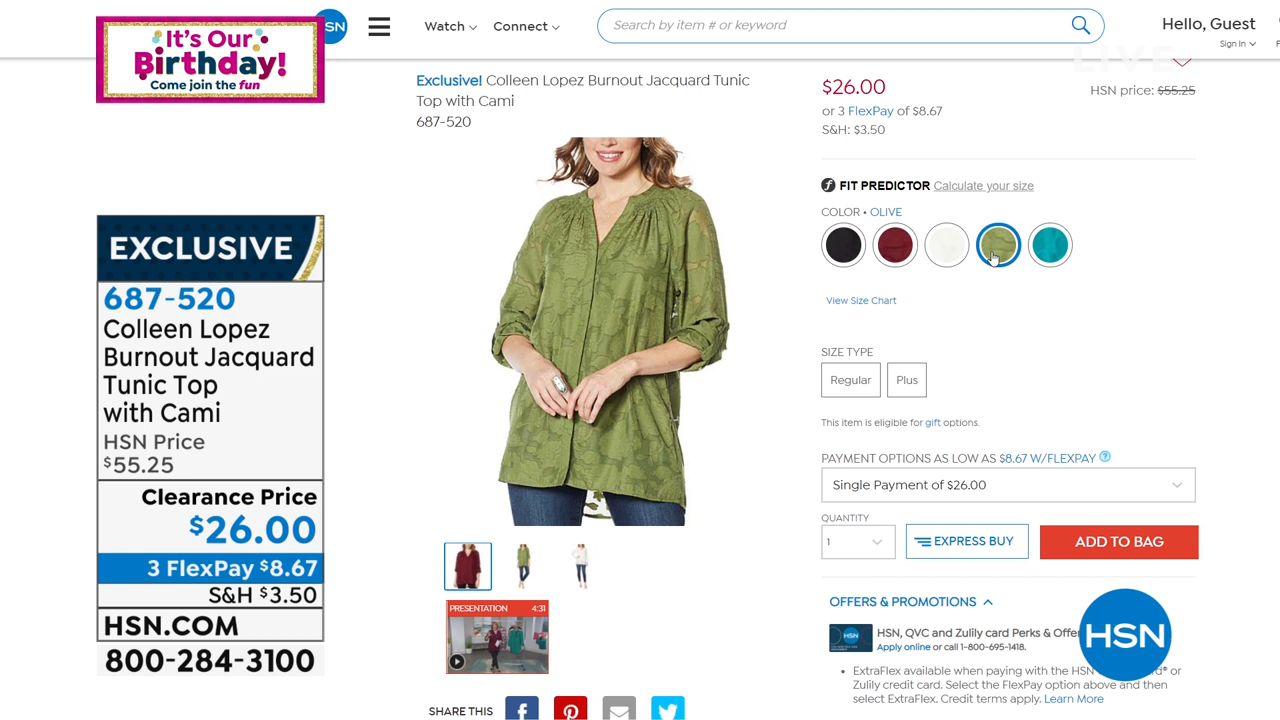 It's Our
Birthday!
Come join the fun
SN
Watch
Connect
Search by item # or keyword
Hello, Guest
Sign In
LIVE
Exclusive! Colleen Lopez Burnout Jacquard Tunic
Top with Cami
687-520
$26.00
HSN price: $55.25
or 3 FlexPay of $8.67
S&H: $3.50
FIT PREDICTOR Calculate your size
COLOR • OLIVE
View Size Chart
SIZE TYPE
Regular
Plus
This item is eligible for gift options.
PAYMENT OPTIONS AS LOW AS $8.67 W/FLEXPAY ?
Single Payment of $26.00
QUANTITY
1
EXPRESS BUY
ADD TO BAG
OFFERS & PROMOTIONS
HSN
HSN, QVC and Zulily card Perks & Offe
Apply online or call 1-800-695-1418.
HSN
ExtraFlex available when paying with the HSN
d® or
Zulily credit card. Select the FlexPay option above and then
select ExtraFlex. Credit terms apply. Learn More
EXCLUSIVE
687-520
Colleen Lopez
Burnout Jacquard
Tunic Top
with Cami
HSN Price
$55.25
Clearance Price
$26.00
3 FlexPay $8.67
S&H $3.50
HSN.COM
800-284-3100
PRESENTATION 4:31
SHARE THIS